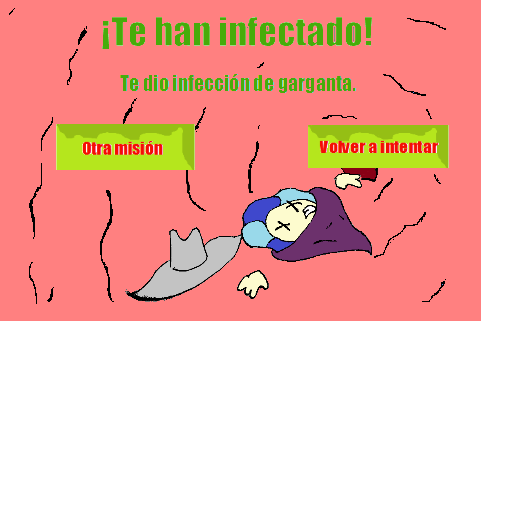 ¡Te han infectado!
Te dio infección de garganta.
Otra misión
Volver a intentar